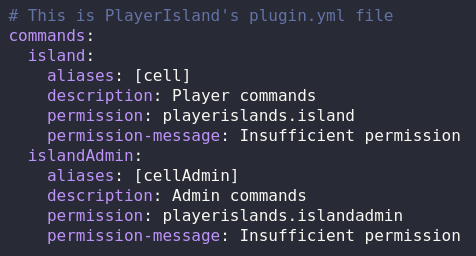 # This is PlayerIsland's plugin.yml file
commands:
  island:
    aliases: [cell]
    description: Player commands
    permission: playerislands.island
    permission-message: Insufficient permission
  islandAdmin:
    aliases: [cellAdmin]
    description: Admin commands
    permission: playerislands.islandadmin
    permission-message: Insufficient permission